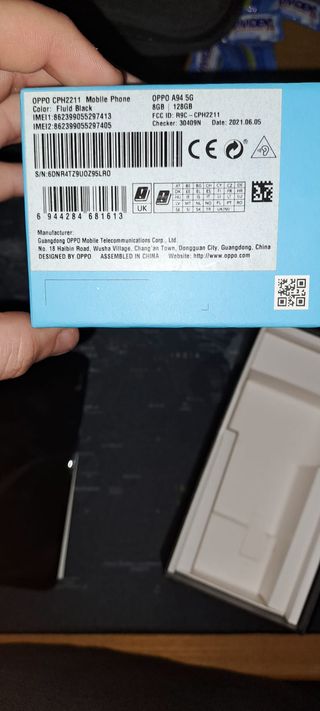 OPPO CPH2211 Mobile Phone
Color: Fluid Black
IMEI1:862399055297413
IMEI2:862399055297405
OPPO A94 5G
8GB | 128GB
FCC ID: R9C-CPH2211
Checker: 30409N Date: 2021.06.05
S/N:6DNR4TZ9UOZ95LRO
6 944284 681613
UK
Manufacturer:
Guangdong OPPO Mobile Telecommunications Corp., Ltd.
No. 18 Haibin Road, Wusha Village, Chang'an Town, Dongguan City, Guangdong, China
DESIGNED BY OPPO ASSEMBLED IN CHINA Website: http://www.oppo.com